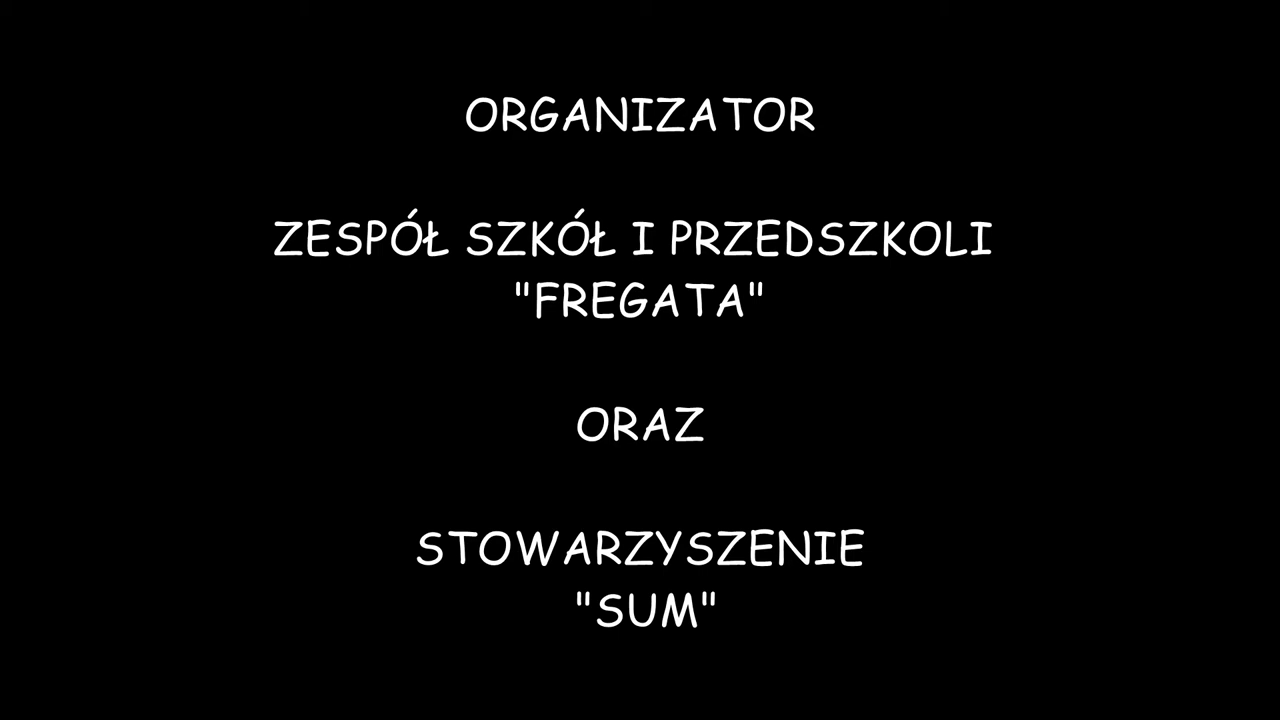 ORGANIZATOR
ZESPÓŁ SZKÓŁ I PRZEDSZKOLI
"FREGATA"
ORAZ
STOWARZYSZENIE
"SUM"